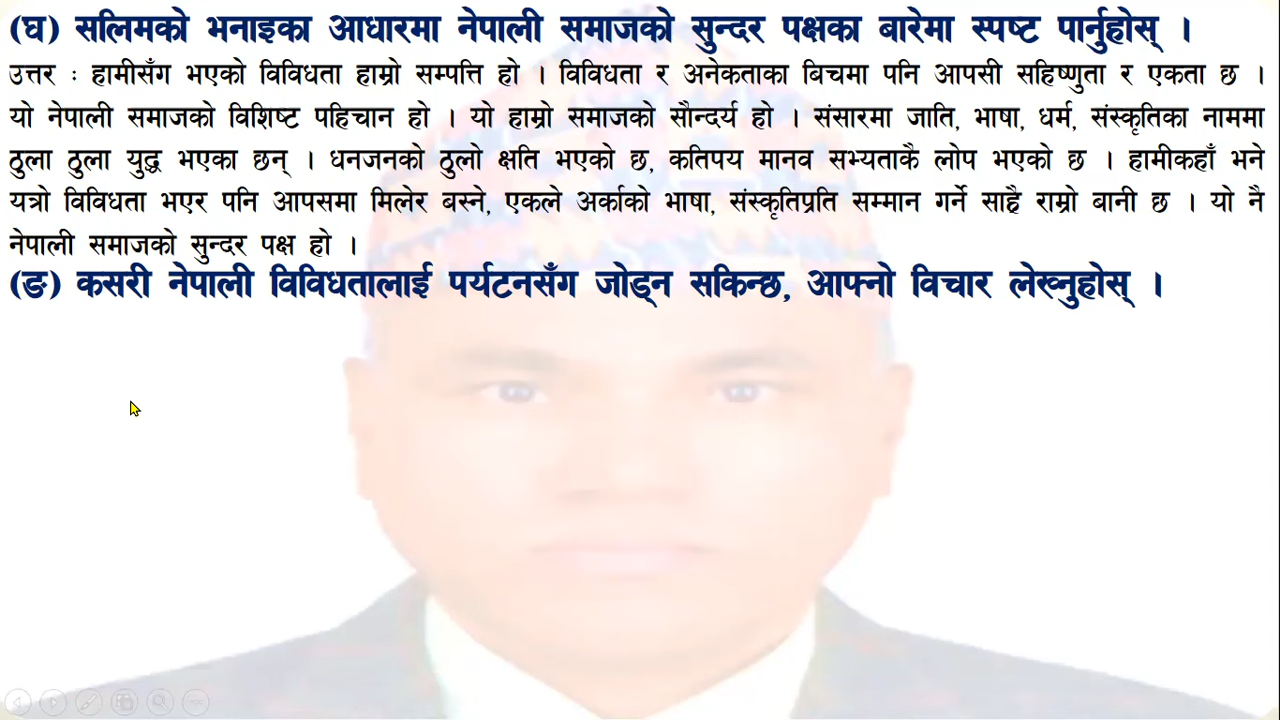 (घ) सलिमको भनाइका आधारमा नेपाली समाजको सुन्दर पक्षका बारेमा स्पष्ट पार्नुहोस् ।
उत्तर : हामीसँग भएको विविधता हाम्रो सम्पत्ति हो । विविधता र अनेकताका बिचमा पनि आपसी सहिष्णुता र एकता छ ।
यो नेपाली समाजको विशिष्ट पहिचान हो । यो हाम्रो समाजको सौन्दर्य हो । संसारमा जाति, भाषा, धर्म, संस्कृतिका नाममा
ठुला ठुला युद्ध भएका छन् । धनजनको ठुलो क्षति भएको छ, कतिपय मानव सभ्यताकै लोप भएको छ । हामीकहाँ भने
यत्रो विविधता भएर पनि आपसमा मिलेर बस्ने, एकले अर्काको भाषा, संस्कृतिप्रति सम्मान गर्ने साह्रै राम्रो बानी छ । यो नै
नेपाली समाजको सुन्दर पक्ष हो ।
(ङ) कसरी नेपाली विविधतालाई पर्यटनसँग जोड्न सकिन्छ, आफ्नो विचार लेख्नुहोस् ।